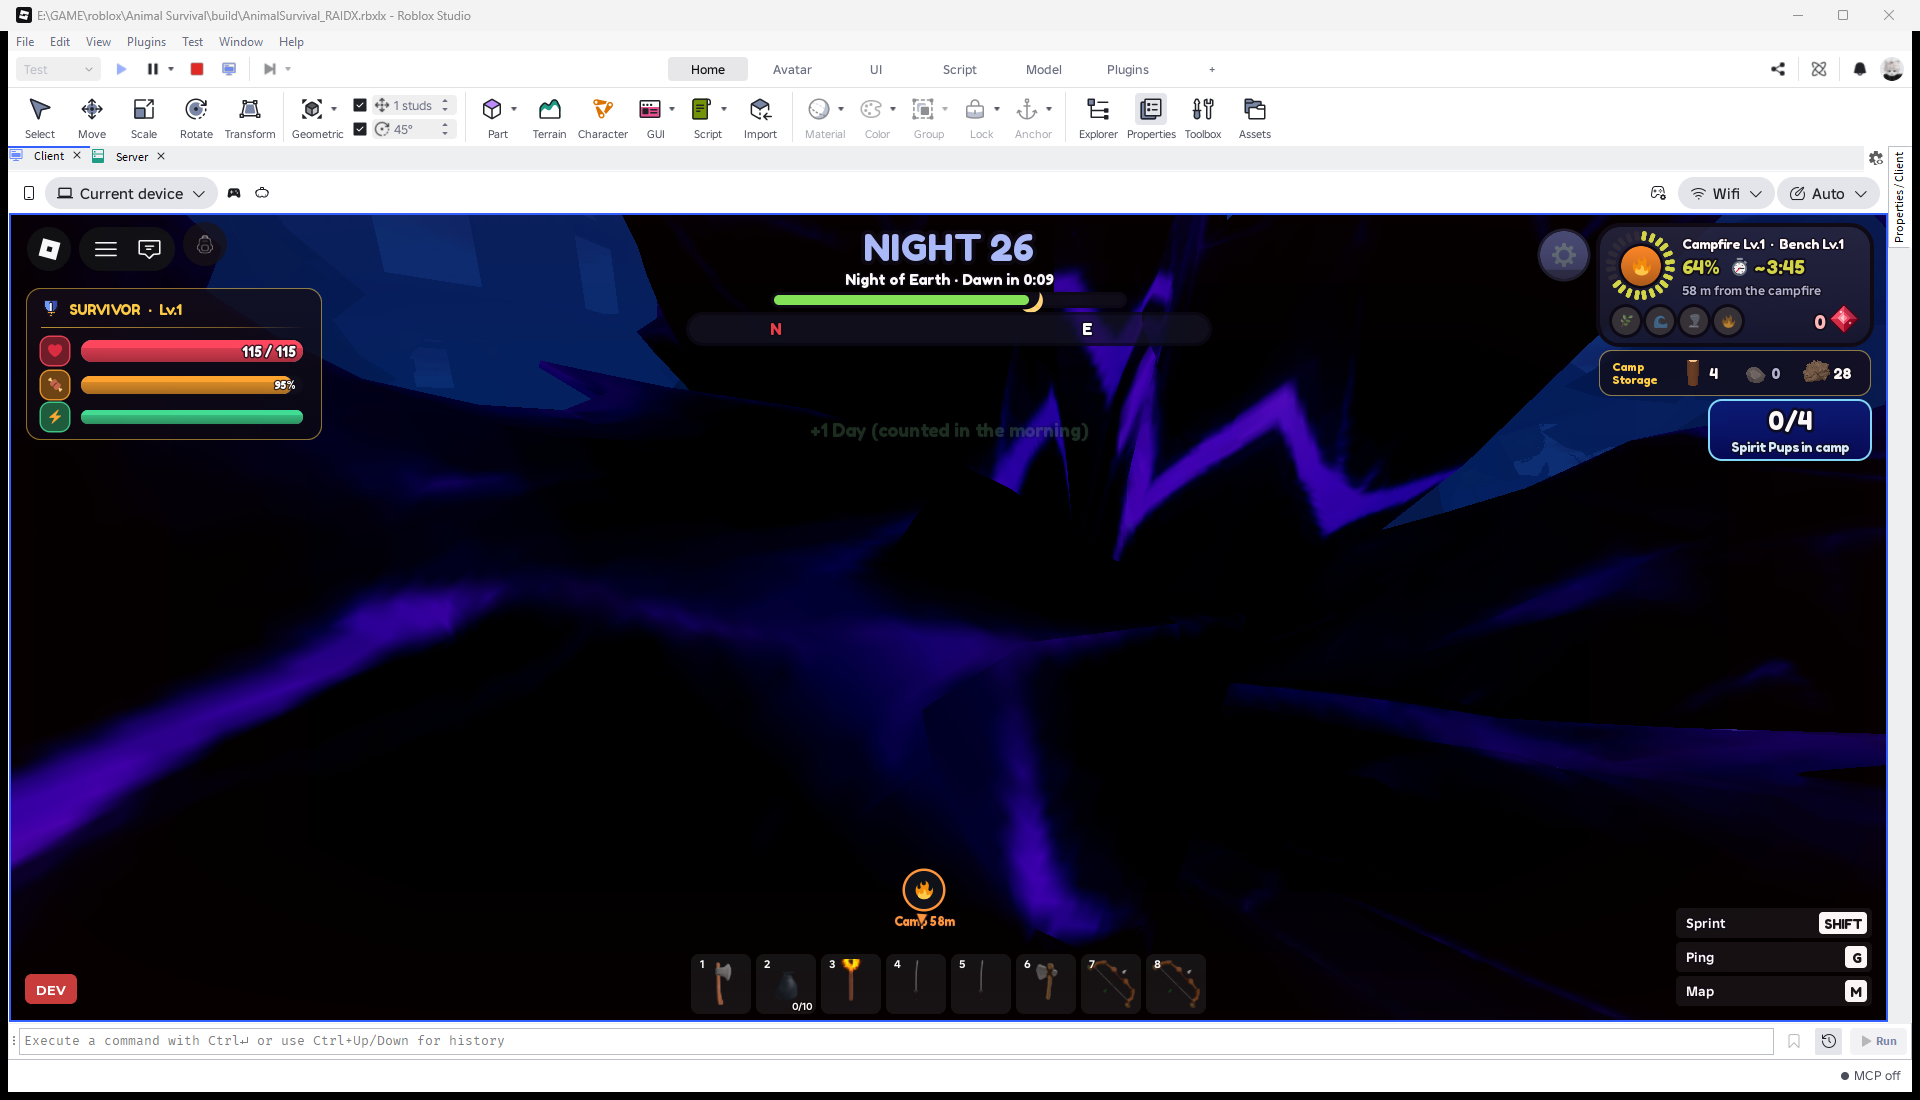 E:\GAME\roblox\Animal Survival\build\AnimalSurvival_RAIDX.rbxlx - Roblox Studio
File Edit View Plugins Test Window Help
Test
Home Avatar UI Script Model Plugins +
1 studs
45°
Select Move Scale Rotate Transform Geometric Part Terrain Character GUI Script Import Material Color Group Lock Anchor Explorer Properties Toolbox Assets
Client Server
Properties / Client
Current device
Wifi Auto
NIGHT 26
Night of Earth · Dawn in 0:09
N E
SURVIVOR · Lv.1
115 / 115
95%
Campfire Lv.1 · Bench Lv.1
64% ~3:45
58 m from the campfire
0
Camp Storage
4 0 28
0/4
Spirit Pups in camp
+1 Day (counted in the morning)
Camp 58m
Sprint SHIFT
Ping G
Map M
DEV
1 2 3 4 5 6 7 8
0/10
Execute a command with Ctrl↵ or use Ctrl+Up/Down for history
Run
MCP off